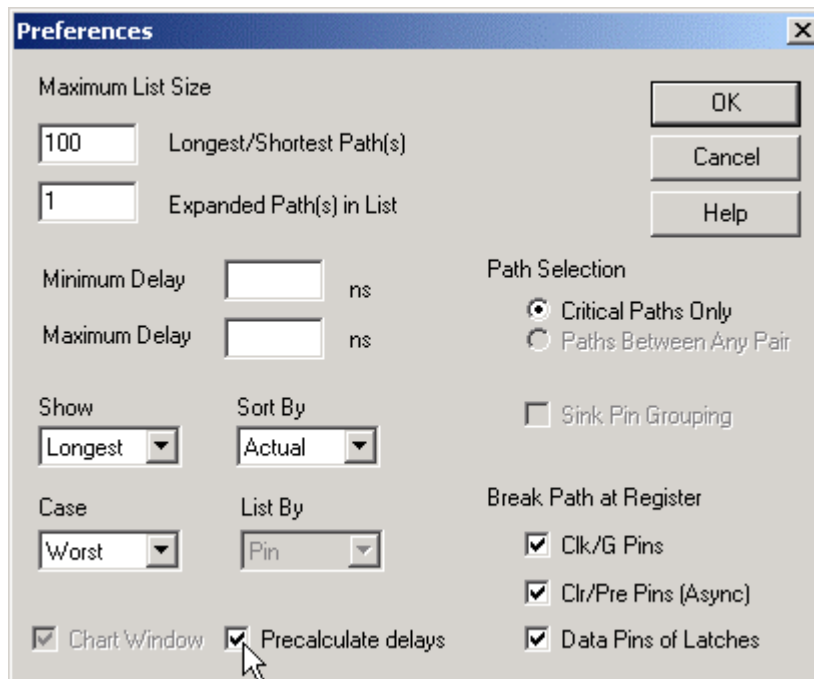 Preferences
Maximum List Size
OK
100 Longest/Shortest Path(s)
Cancel
1 Expanded Path(s) in List
Help
Minimum Delay ns
Maximum Delay ns
Path Selection
Critical Paths Only
Paths Between Any Pair
Show Sort By
Longest Actual
Sink Pin Grouping
Case List By
Worst Pin
Break Path at Register
Clk/G Pins
Clr/Pre Pins (Async)
Chart Window Precalculate delays
Data Pins of Latches